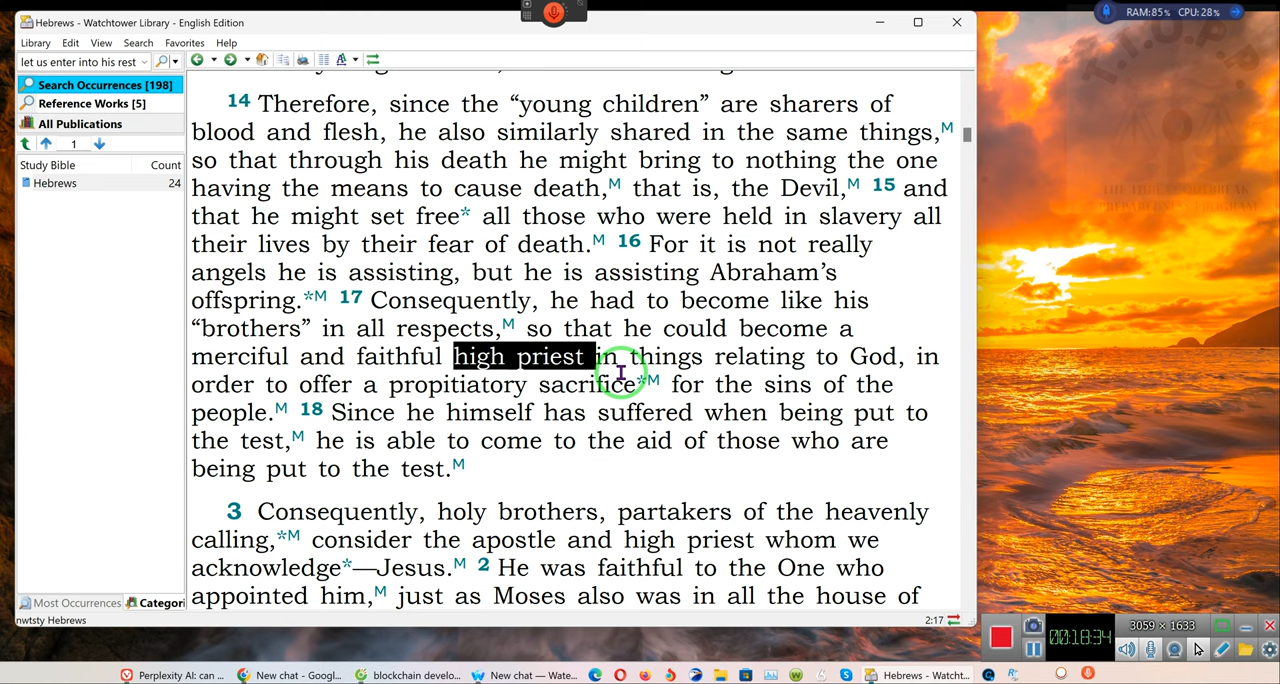 Hebrews - Watchtower Library - English Edition
RAM:85% CPU:28%
Library Edit View Search Favorites Help
let us enter into his rest
T.T.O.P.P.
Search Occurrences [198]
Reference Works [5]
All Publications
1
Study Bible Count
Hebrews 24
14 Therefore, since the “young children” are sharers of
blood and flesh, he also similarly shared in the same things,M
so that through his death he might bring to nothing the one
having the means to cause death,M that is, the Devil,M 15 and
that he might set free* all those who were held in slavery all
their lives by their fear of death.M 16 For it is not really
angels he is assisting, but he is assisting Abraham’s
offspring.*M 17 Consequently, he had to become like his
“brothers” in all respects,M so that he could become a
merciful and faithful high priest in things relating to God, in
order to offer a propitiatory sacrifice*M for the sins of the
people.M 18 Since he himself has suffered when being put to
the test,M he is able to come to the aid of those who are
being put to the test.M
3 Consequently, holy brothers, partakers of the heavenly
calling,*M consider the apostle and high priest whom we
acknowledge*—Jesus.M 2 He was faithful to the One who
appointed him,M just as Moses also was in all the house of
Most Occurrences Categori
nwtsty Hebrews 2:17
PREPAREDNESS PROGRAM
00:18:34
3059 × 1633
Perplexity AI: can ... New chat - Googl... blockchain develo... New chat — Wate... Hebrews - Watcht...